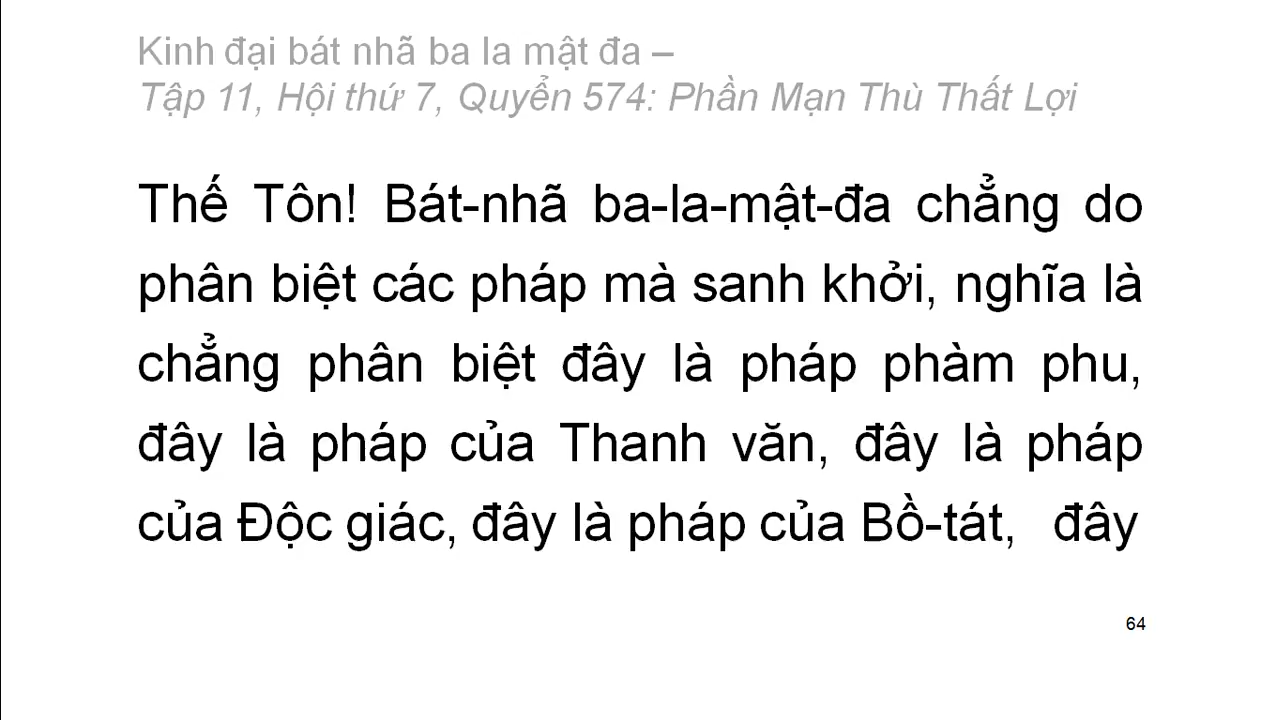 Kinh đại bát nhã ba la mật đa –
Tập 11, Hội thứ 7, Quyển 574: Phần Mạn Thù Thất Lợi
Thế Tôn! Bát-nhã ba-la-mật-đa chẳng do
phân biệt các pháp mà sanh khởi, nghĩa là
chẳng phân biệt đây là pháp phàm phu,
đây là pháp của Thanh văn, đây là pháp
của Độc giác, đây là pháp của Bồ-tát, đây
64